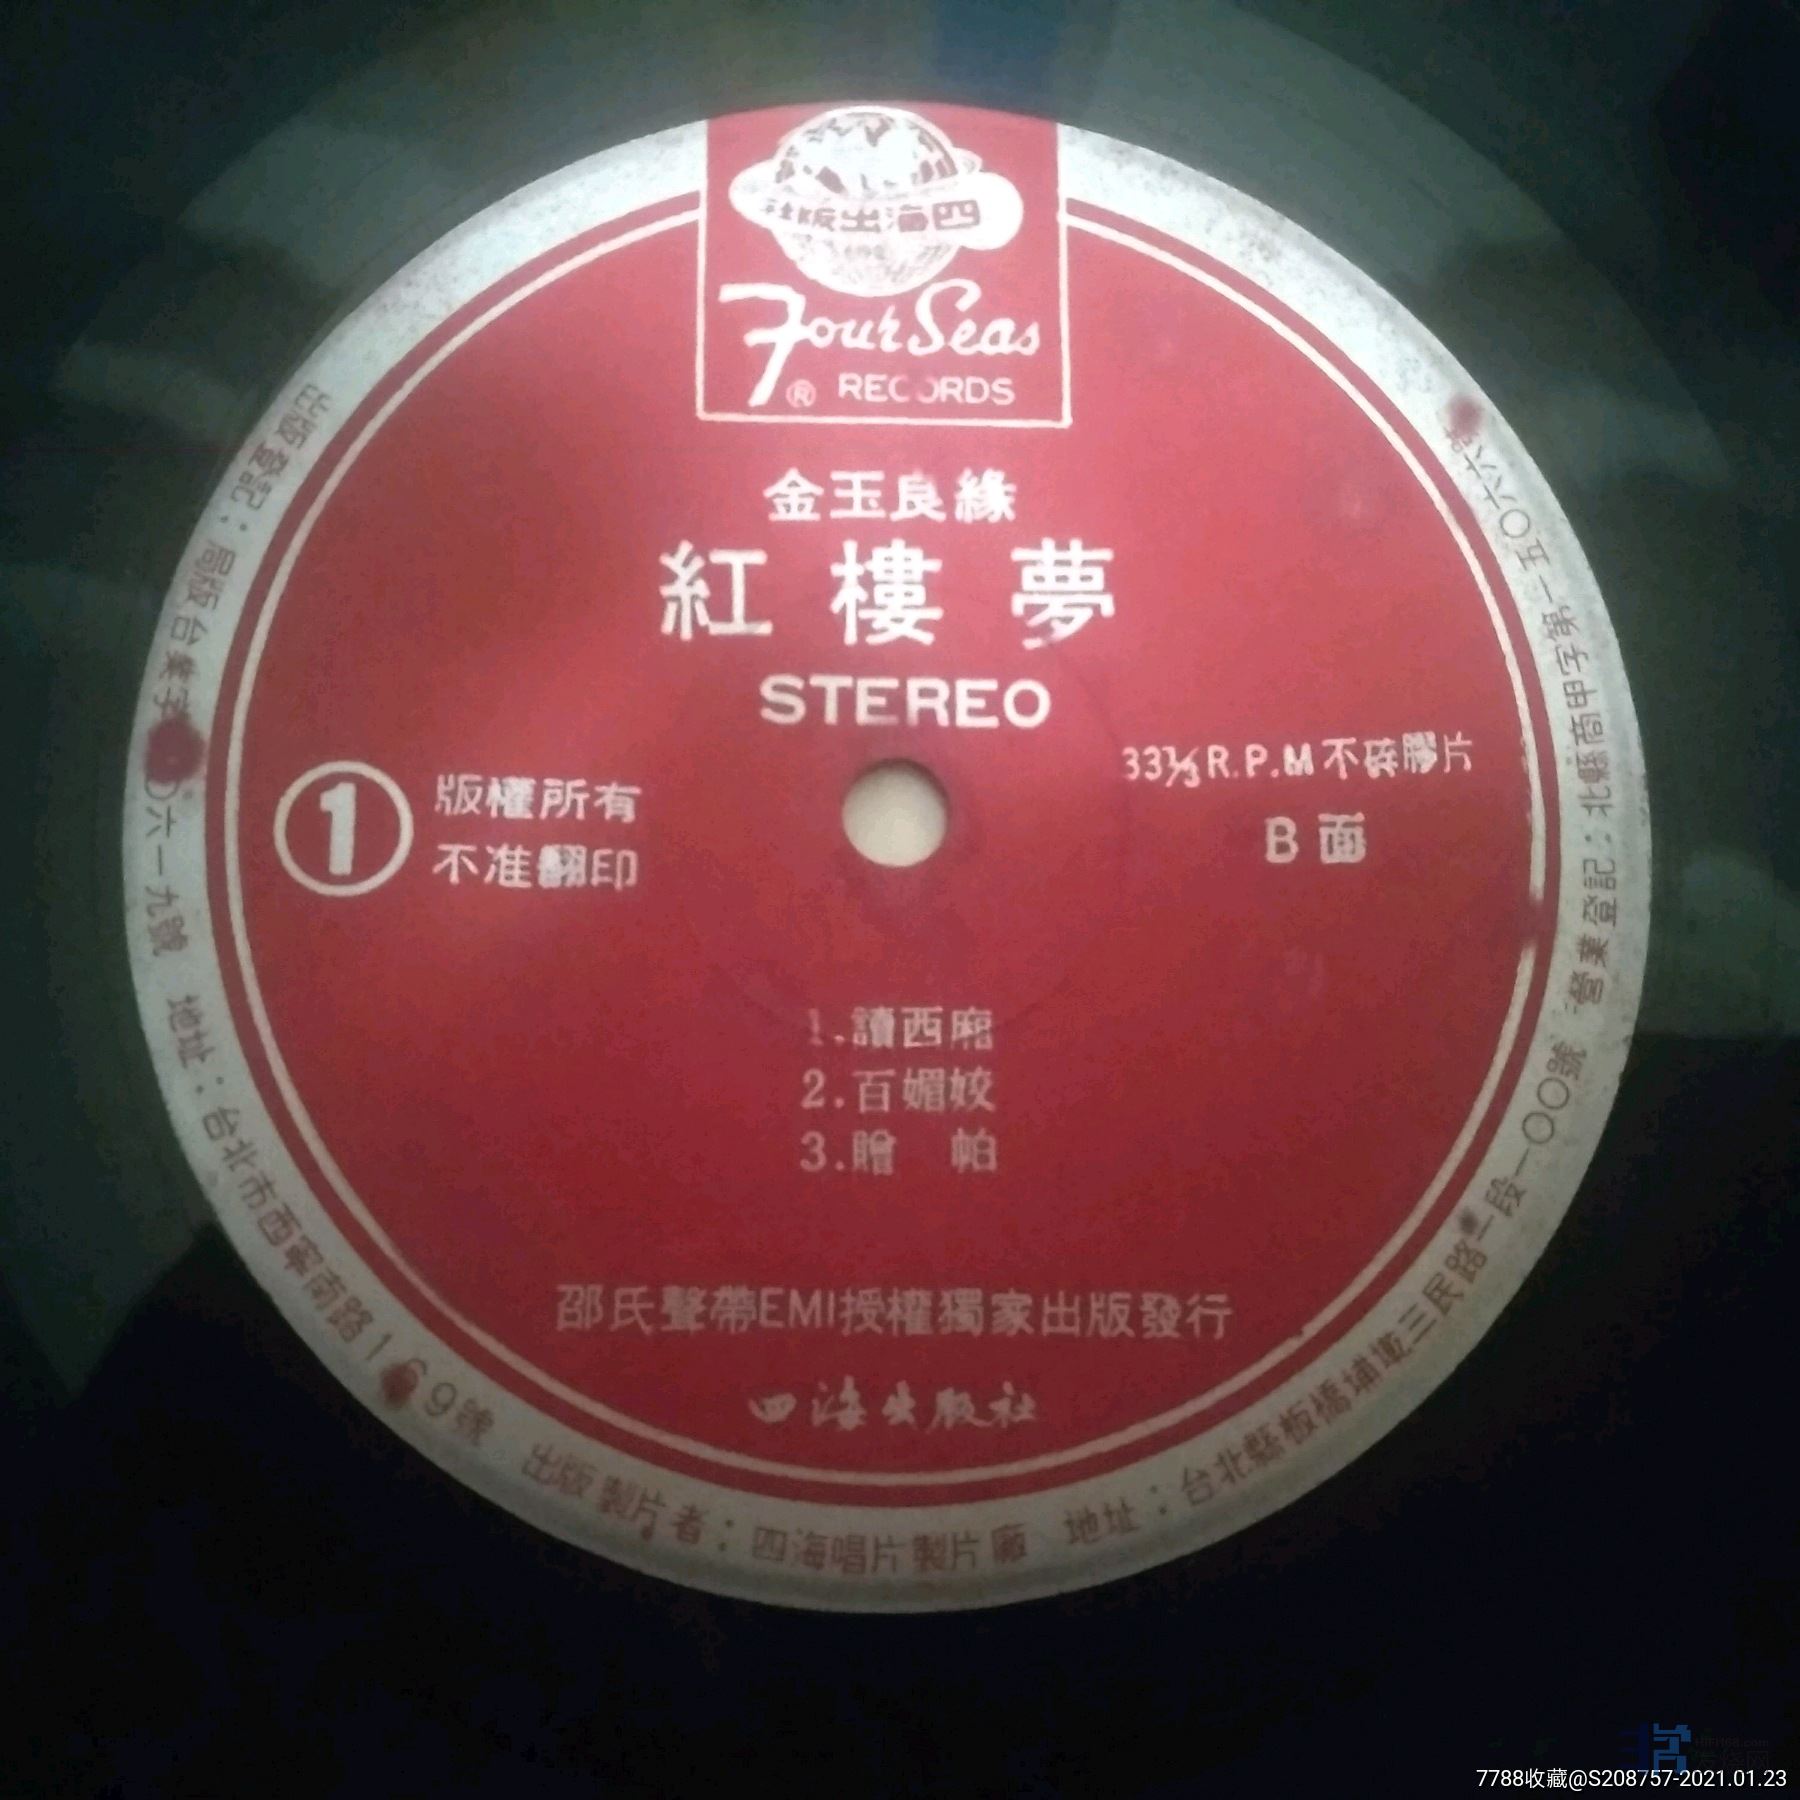 社版出海四
Four Seas
® RECORDS
金玉良緣
紅樓夢
STEREO
33⅓ R.P.M 不碎膠片
B面
1
版權所有
不准翻印
1.讀西廂
2.百媚姣
3.贈 帕
邵氏聲帶EMI授權獨家出版發行
四海出版社
出版登記：局版台業字 〇六一九號 地址：台北市西寧南路169號 出版製片者：四海唱片製片廠 地址：台北縣板橋埔墘三民路一段一〇〇號 營業登記：北縣商甲字第一五〇六六號
7788收藏@S208757-2021.01.23